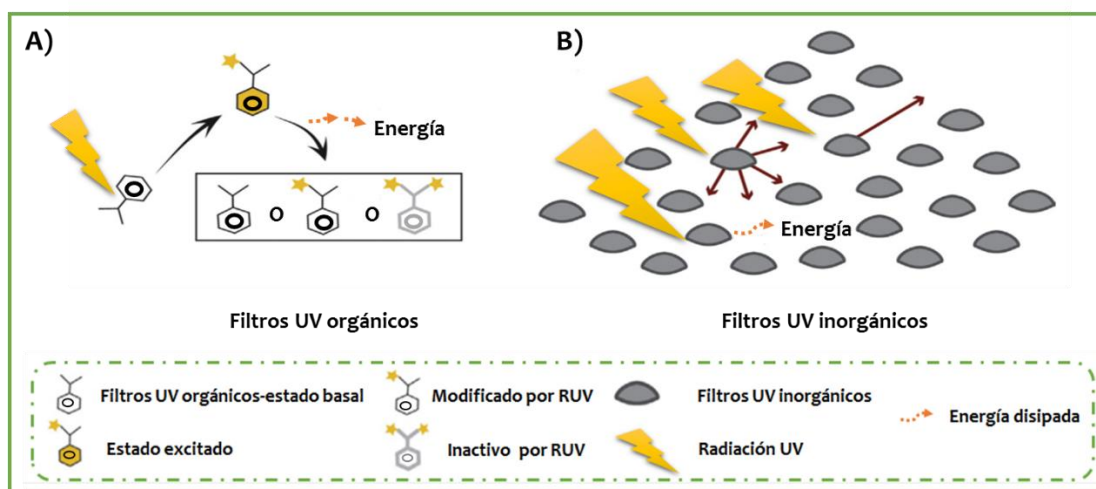 A)
B)
Energía
o
o
Energía
Filtros UV orgánicos
Filtros UV inorgánicos
Filtros UV orgánicos-estado basal
Modificado por RUV
Filtros UV inorgánicos
Energía disipada
Estado excitado
Inactivo por RUV
Radiación UV